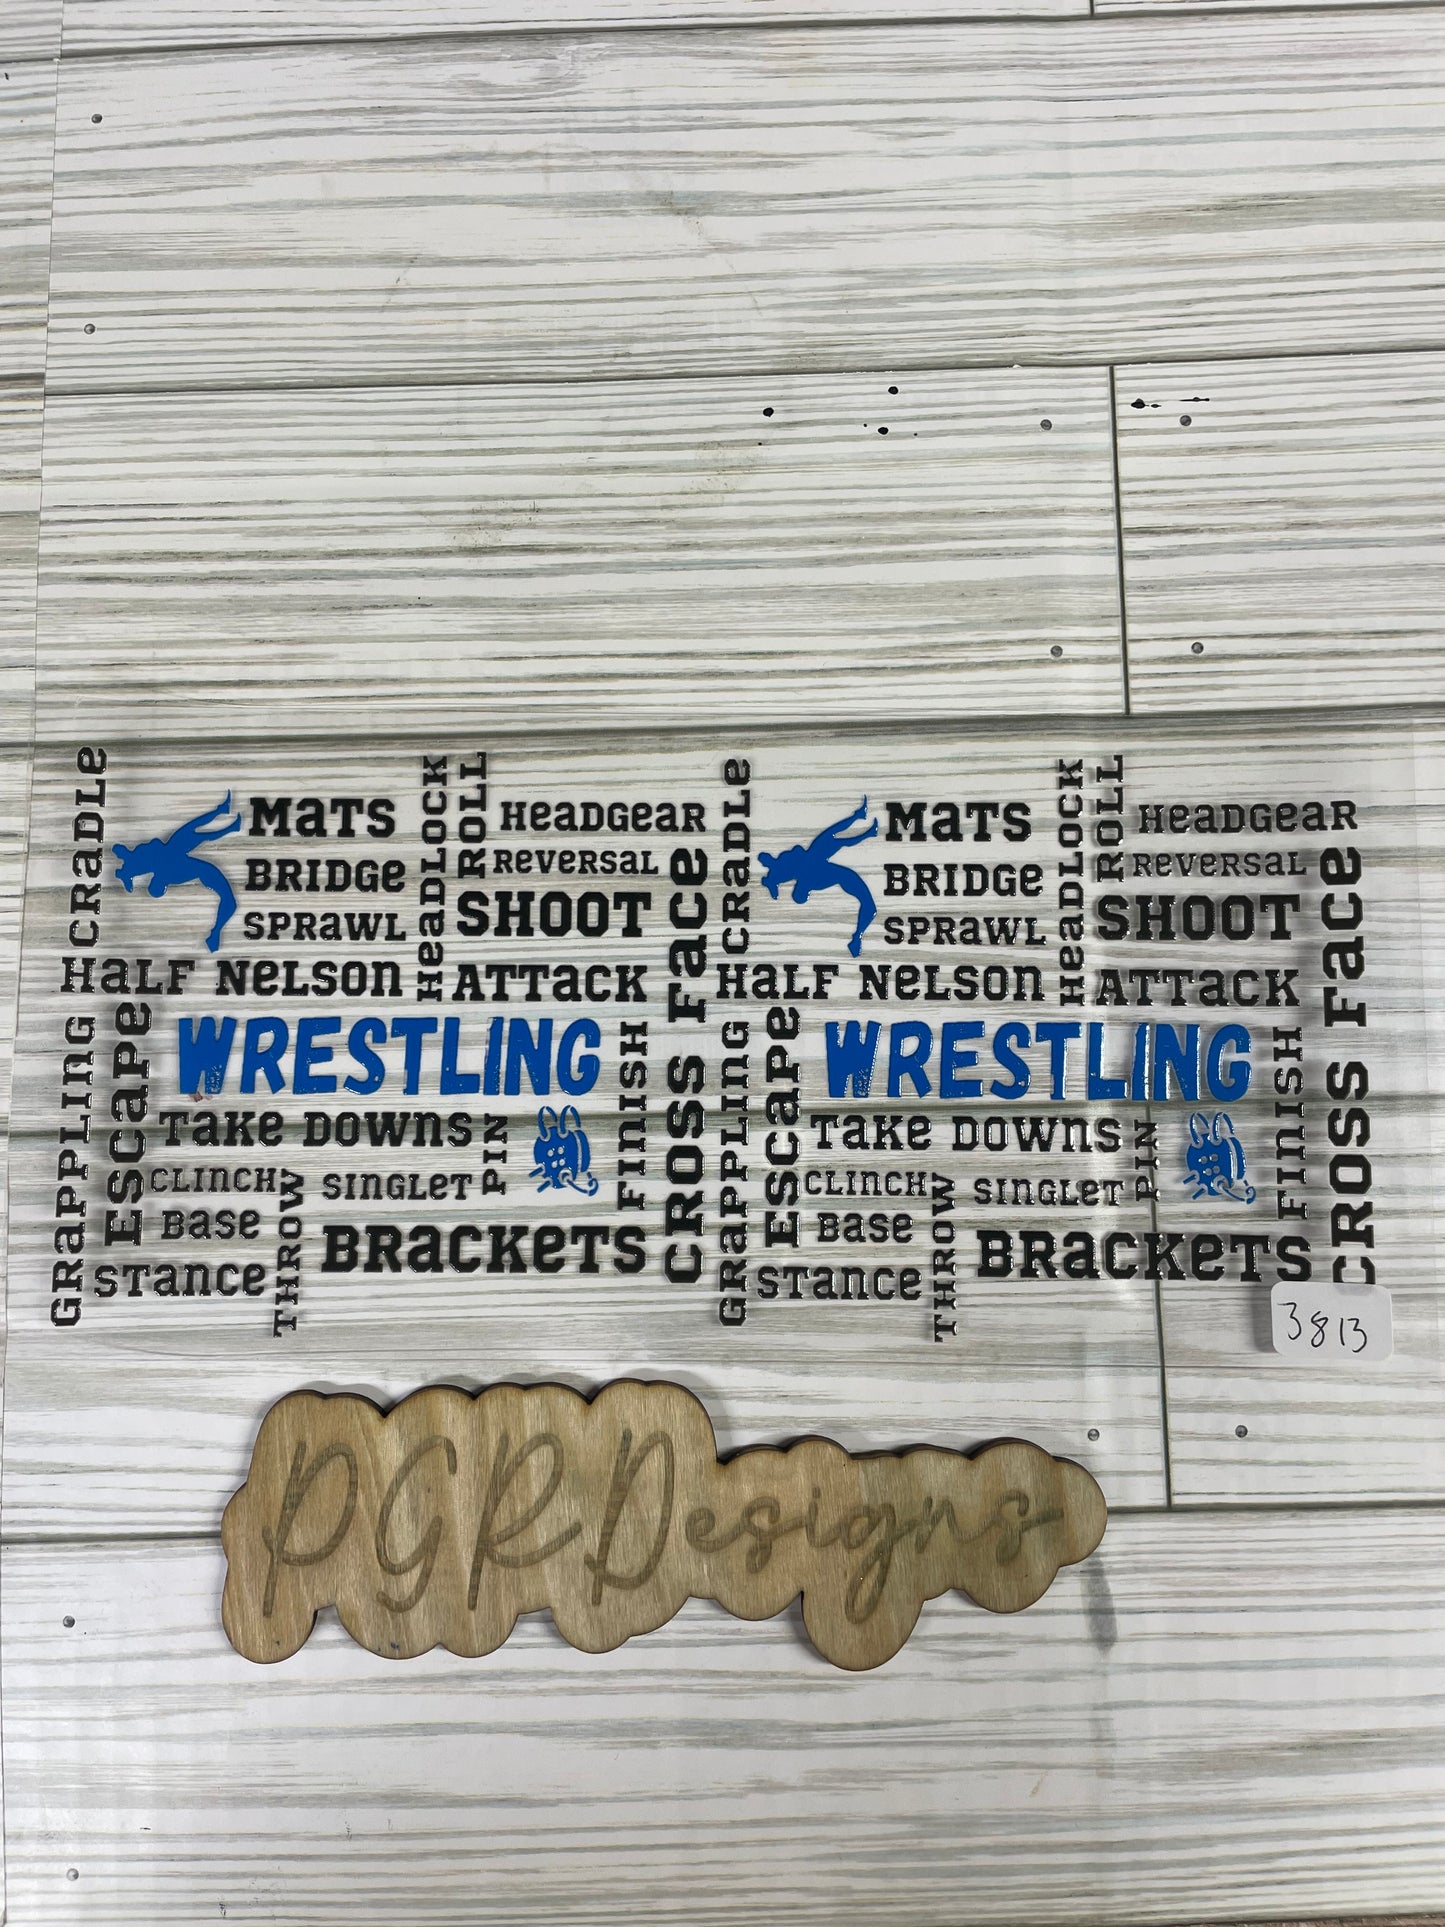 CRADLE
MATS
BRIDGE
SPRAWL
HEADLOCK
ROLL
HEADGEAR
REVERSAL
SHOOT
HALF NELSON
ATTACK
CROSS FACE
GRAPPLING
ESCAPE
WRESTLING
FINISH
TAKE DOWNS
PIN
CLINCH
SINGLET
BASE
THROW
BRACKETS
STANCE
CRADLE
MATS
BRIDGE
SPRAWL
HEADLOCK
ROLL
HEADGEAR
REVERSAL
SHOOT
HALF NELSON
ATTACK
CROSS FACE
GRAPPLING
ESCAPE
WRESTLING
FINISH
TAKE DOWNS
PIN
CLINCH
SINGLET
BASE
THROW
BRACKETS
STANCE
3813
PGRDesigns